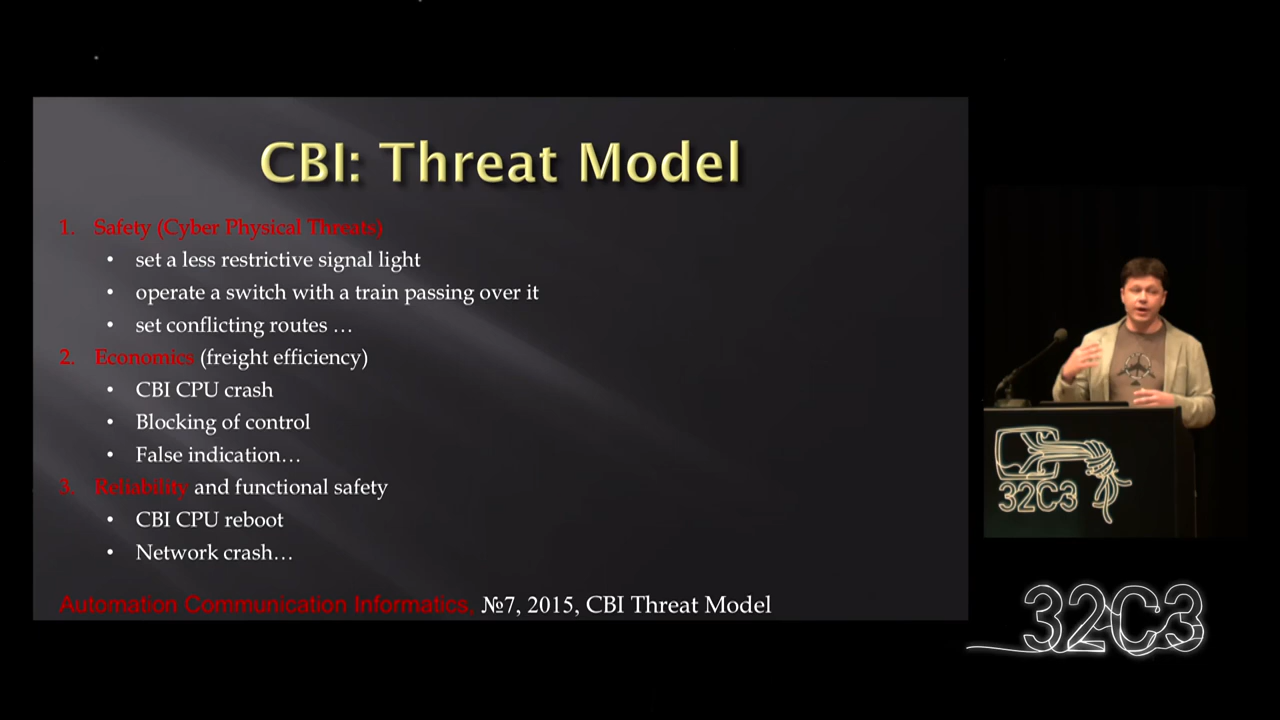 CBI: Threat Model
1. Safety (Cyber Physical Threats)
• set a less restrictive signal light
• operate a switch with a train passing over it
• set conflicting routes …
2. Economics (freight efficiency)
• CBI CPU crash
• Blocking of control
• False indication…
3. Reliability and functional safety
• CBI CPU reboot
• Network crash…
Automation Communication Informatics, №7, 2015, CBI Threat Model
32C3
32C3